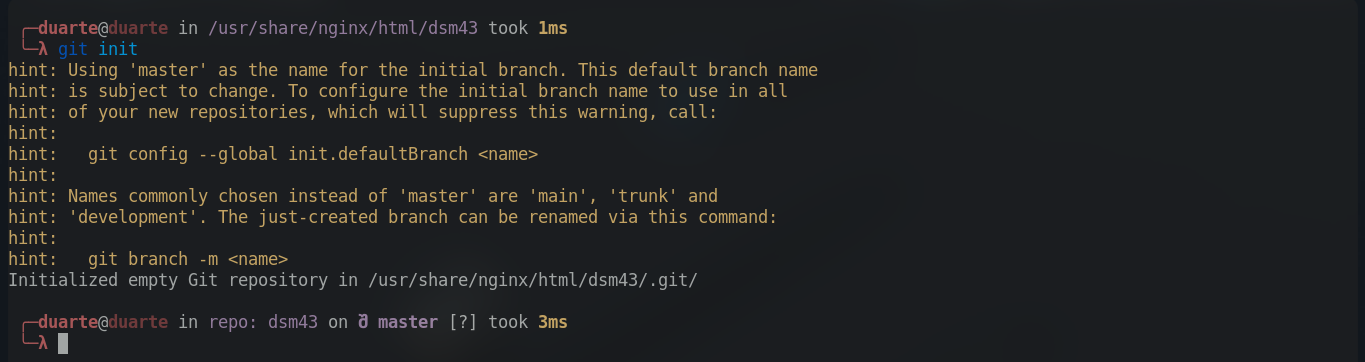 ╭─duarte@duarte in /usr/share/nginx/html/dsm43 took 1ms
╰─λ git init
hint: Using 'master' as the name for the initial branch. This default branch name
hint: is subject to change. To configure the initial branch name to use in all
hint: of your new repositories, which will suppress this warning, call:
hint:
hint:   git config --global init.defaultBranch <name>
hint:
hint: Names commonly chosen instead of 'master' are 'main', 'trunk' and
hint: 'development'. The just-created branch can be renamed via this command:
hint:
hint:   git branch -m <name>
Initialized empty Git repository in /usr/share/nginx/html/dsm43/.git/
╭─duarte@duarte in repo: dsm43 on master [?] took 3ms
╰─λ